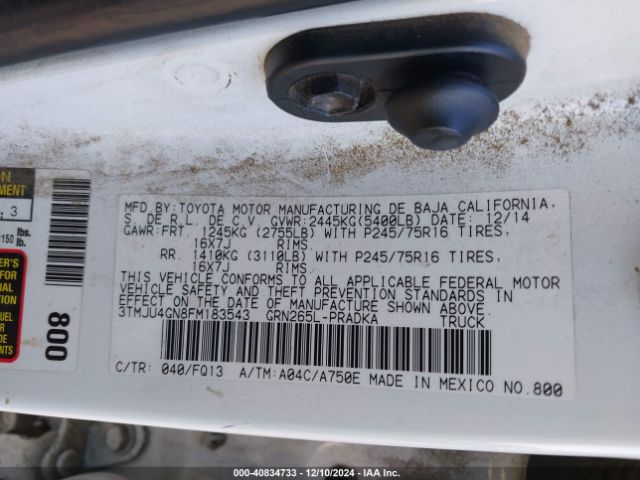 MFD.BY:TOYOTA MOTOR MANUFACTURING DE BAJA CALIFORNIA,
S. DE R.L. DE C.V. GVWR:2445KG(5400LB) DATE: 12/14
GAWR:FRT. 1245KG (2755LB) WITH P245/75R16 TIRES,
16X7J RIMS
RR. 1410KG (3110LB) WITH P245/75R16 TIRES,
16X7J RIMS
THIS VEHICLE CONFORMS TO ALL APPLICABLE FEDERAL MOTOR
VEHICLE SAFETY AND THEFT PREVENTION STANDARDS IN
EFFECT ON THE DATE OF MANUFACTURE SHOWN ABOVE.
3TMJU4GN8FM183543 GRN265L-PRADKA TRUCK
C/TR: 040/FQ13 A/TM:A04C/A750E MADE IN MEXICO NO.800
3
lbs.
150 lb.
800
000-40834733 - 12/10/2024 - IAA Inc.